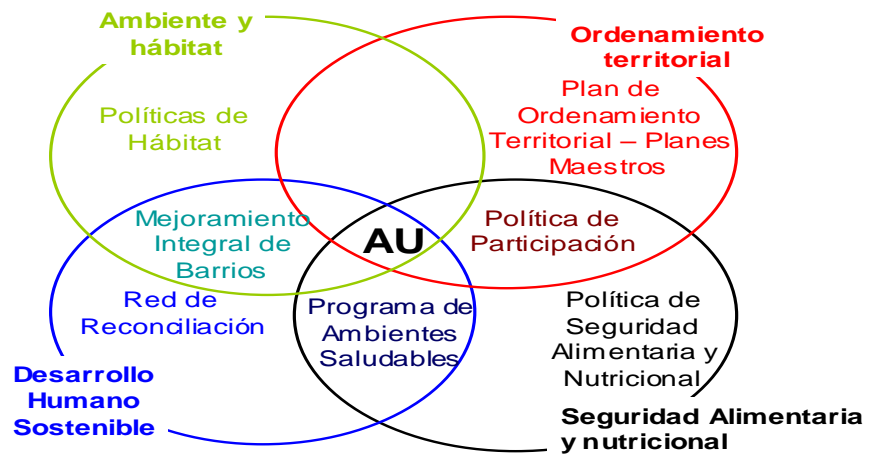 Ambiente y
hábitat
Ordenamiento
territorial
Políticas de
Hábitat
Plan de
Ordenamiento
Territorial – Planes
Maestros
Mejoramiento
Integral de
Barrios
AU
Política de
Participación
Red de
Reconciliación
Programa de
Ambientes
Saludables
Política de
Seguridad
Alimentaria y
Nutricional
Desarrollo
Humano
Sostenible
Seguridad Alimentaria
y nutricional